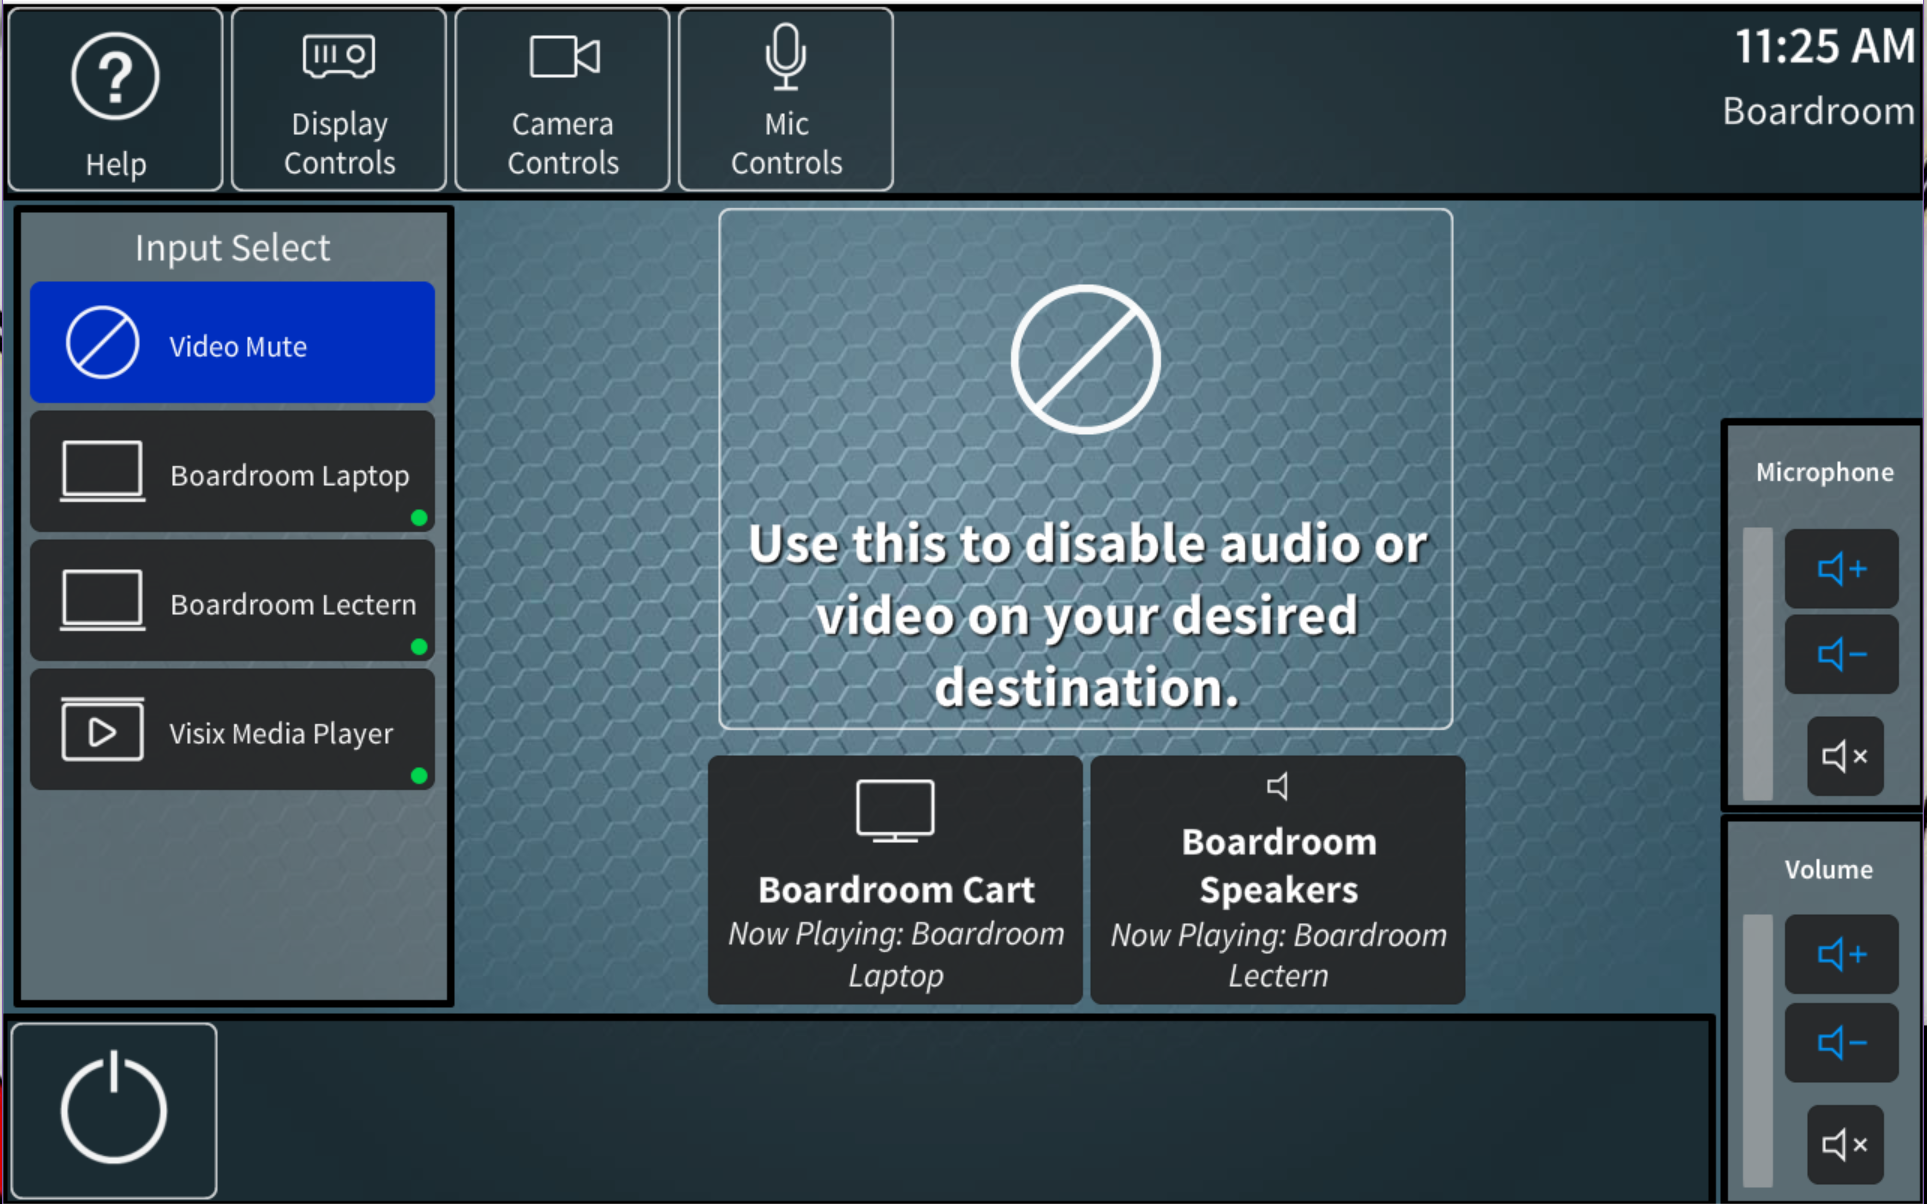 Help
Display
Controls
Camera
Controls
Mic
Controls
11:25 AM
Boardroom
Input Select
Video Mute
Boardroom Laptop
Boardroom Lectern
Visix Media Player
Use this to disable audio or
video on your desired
destination.
Boardroom Cart
Now Playing: Boardroom
Laptop
Boardroom
Speakers
Now Playing: Boardroom
Lectern
Microphone
Volume